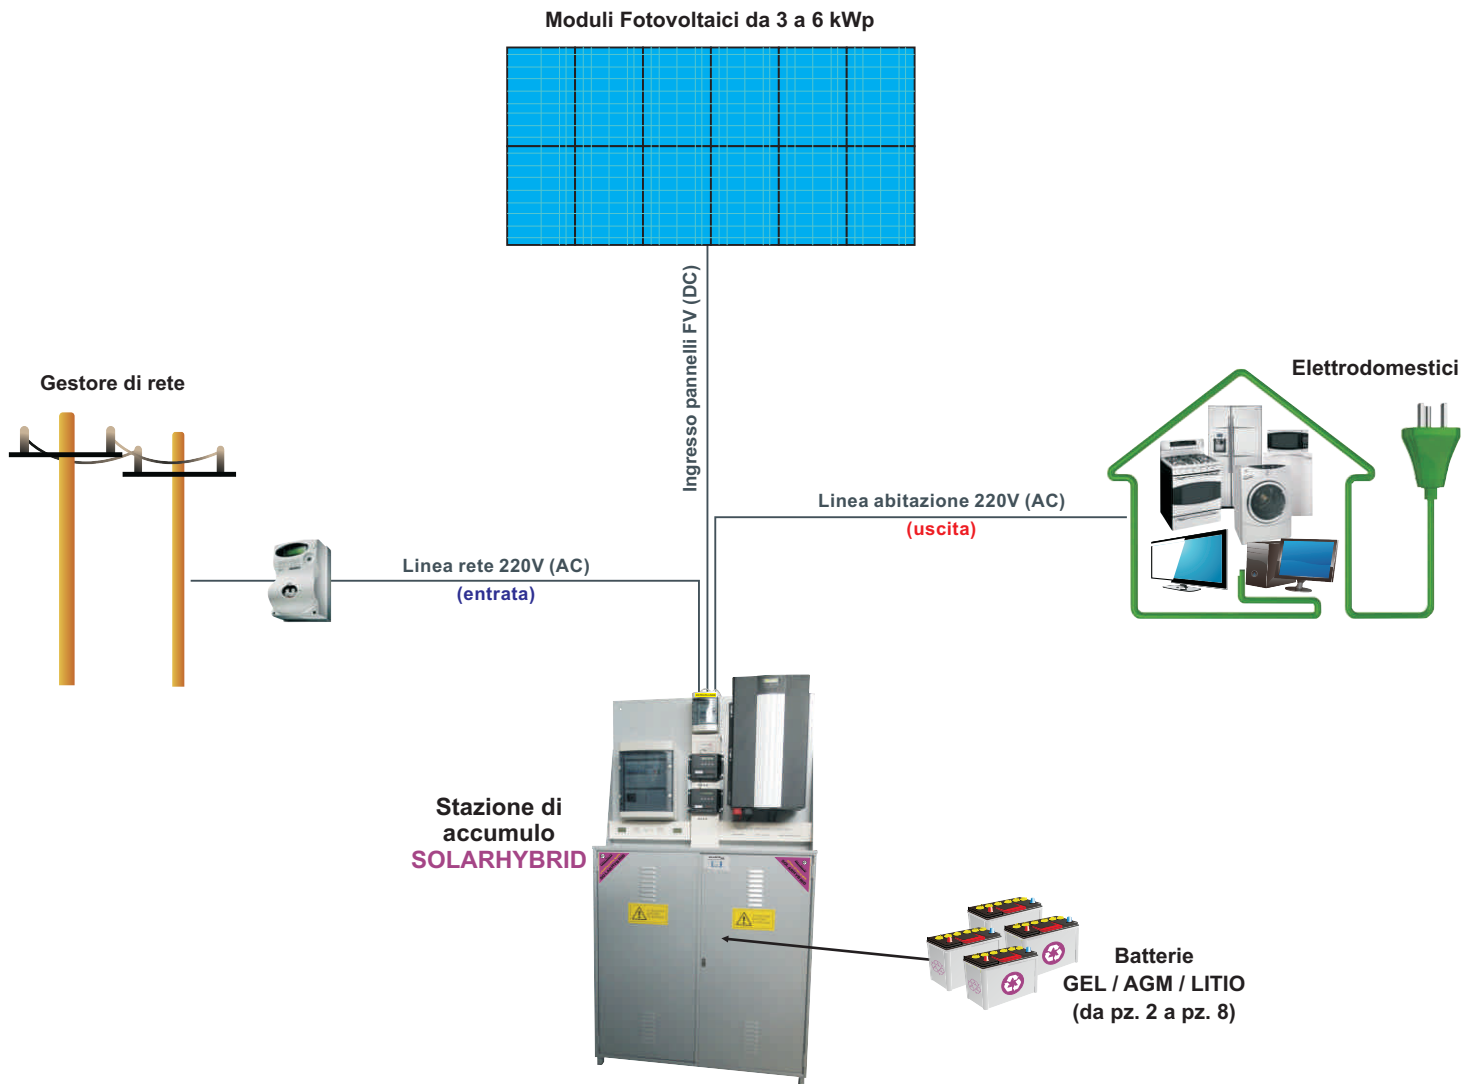 Moduli Fotovoltaici da 3 a 6 kWp
Ingresso pannelli FV (DC)
Gestore di rete
Elettrodomestici
Linea abitazione 220V (AC)
(uscita)
Linea rete 220V (AC)
(entrata)
Stazione di
accumulo
SOLARHYBRID
Batterie
GEL / AGM / LITIO
(da pz. 2 a pz. 8)